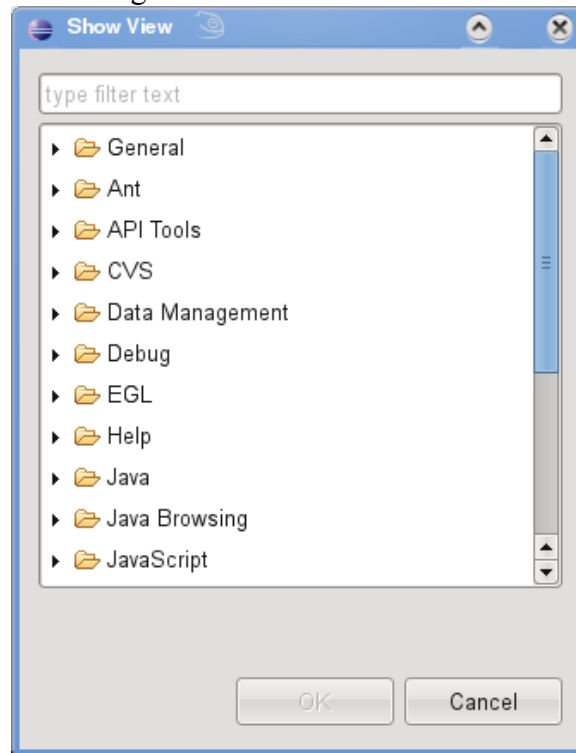 Show View
type filter text
General
Ant
API Tools
CVS
Data Management
Debug
EGL
Help
Java
Java Browsing
JavaScript
OK
Cancel